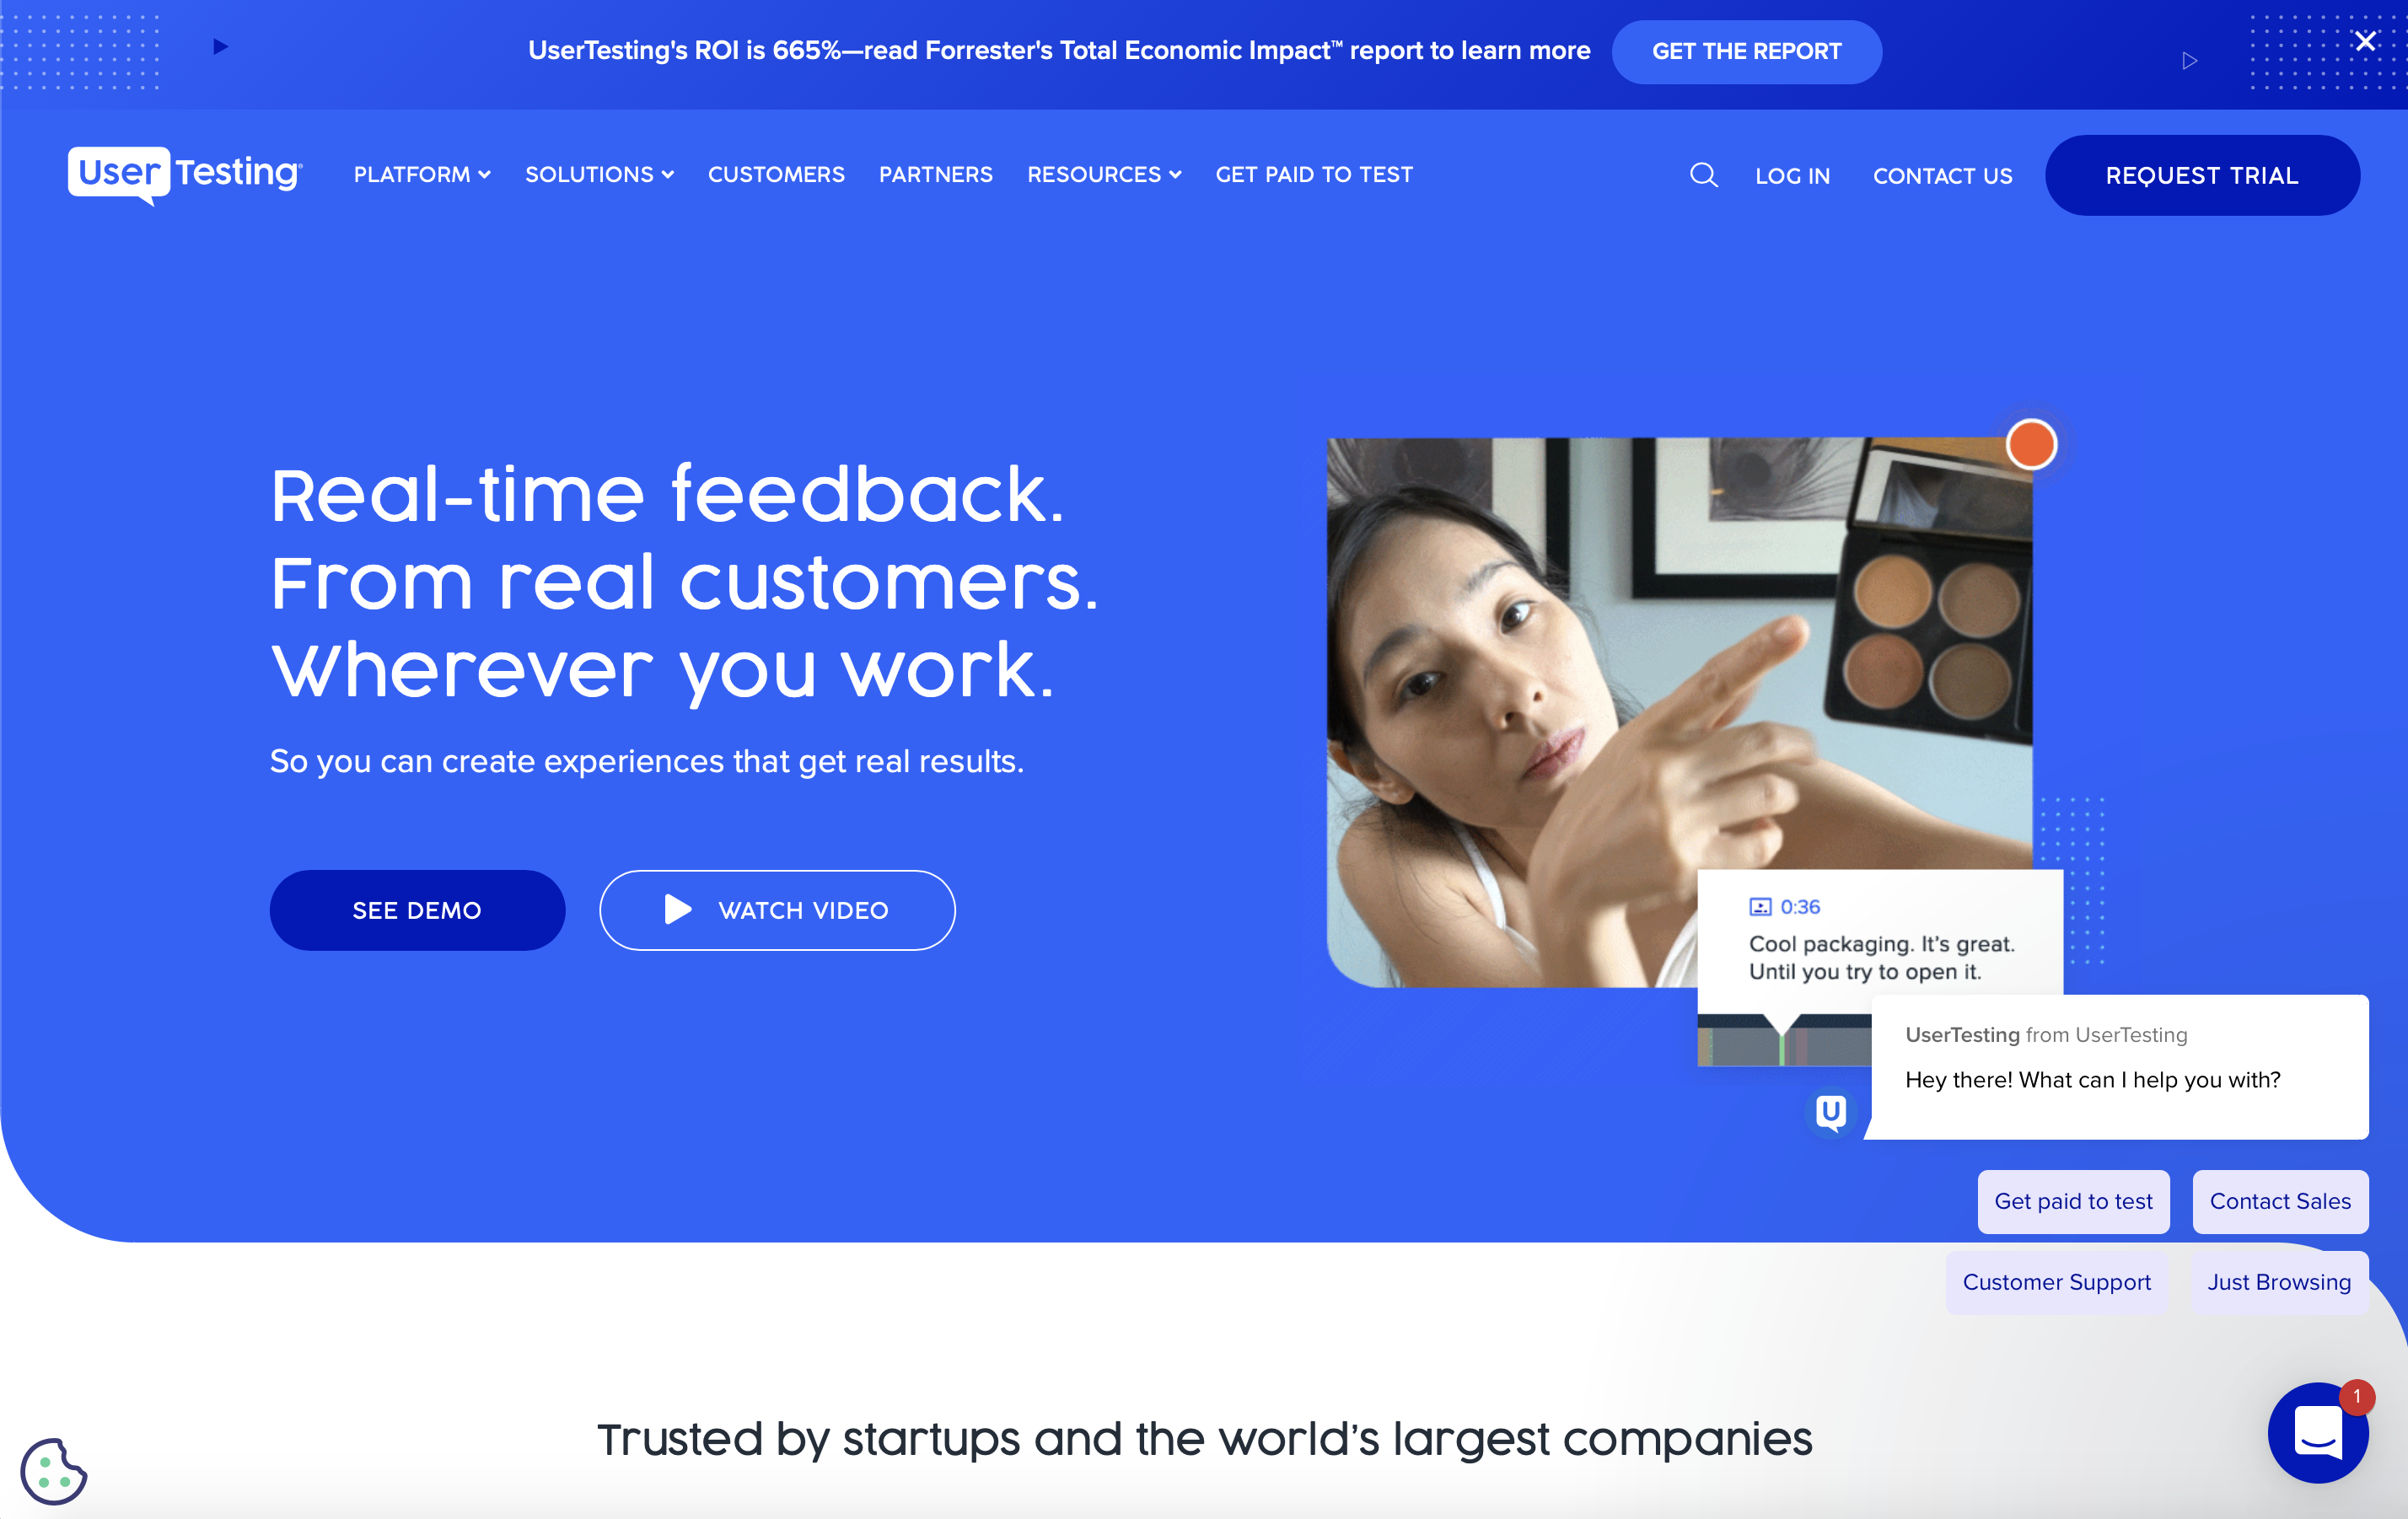 UserTesting's ROI is 665%—read Forrester's Total Economic Impact™ report to learn more
GET THE REPORT
UserTesting®
PLATFORM
SOLUTIONS
CUSTOMERS
PARTNERS
RESOURCES
GET PAID TO TEST
LOG IN
CONTACT US
REQUEST TRIAL
Real-time feedback.
From real customers.
Wherever you work.
So you can create experiences that get real results.
SEE DEMO
WATCH VIDEO
0:36
Cool packaging. It's great.
Until you try to open it.
UserTesting from UserTesting
Hey there! What can I help you with?
U
Get paid to test
Contact Sales
Customer Support
Just Browsing
1
Trusted by startups and the world's largest companies